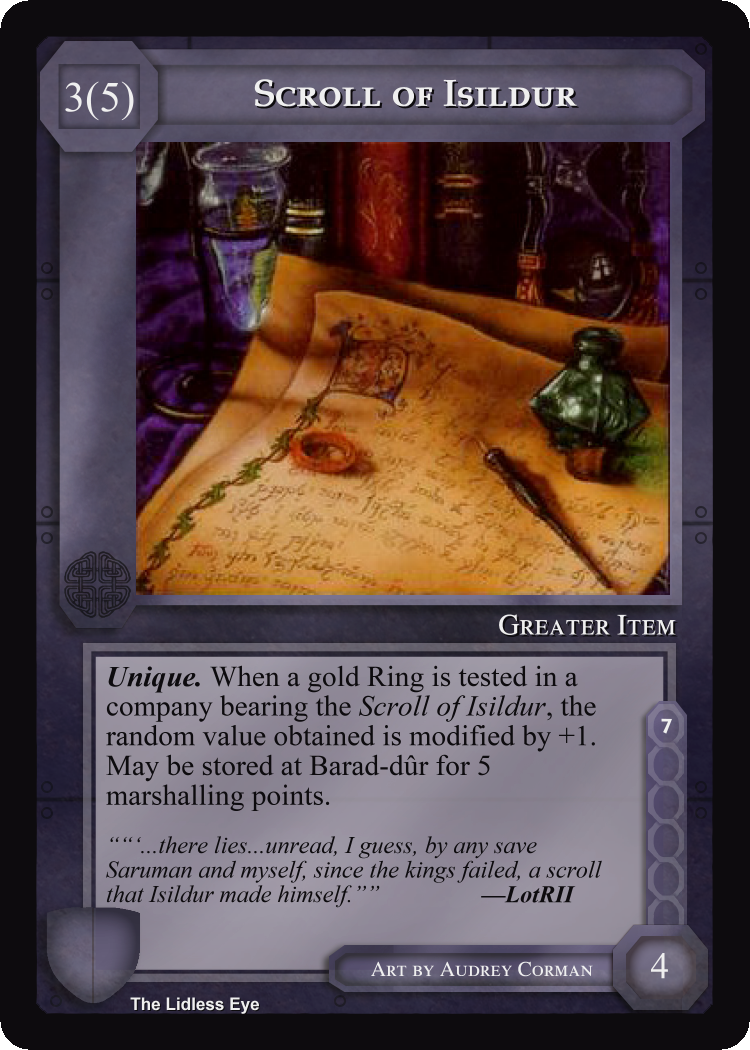 3(5)
Scroll of Isildur
Greater Item
Unique. When a gold Ring is tested in a
company bearing the Scroll of Isildur, the
random value obtained is modified by +1.
May be stored at Barad-dûr for 5
marshalling points.
7
““‘...there lies...unread, I guess, by any save
Saruman and myself, since the kings failed, a scroll
that Isildur made himself.”” —LotRII
Art by Audrey Corman
4
The Lidless Eye